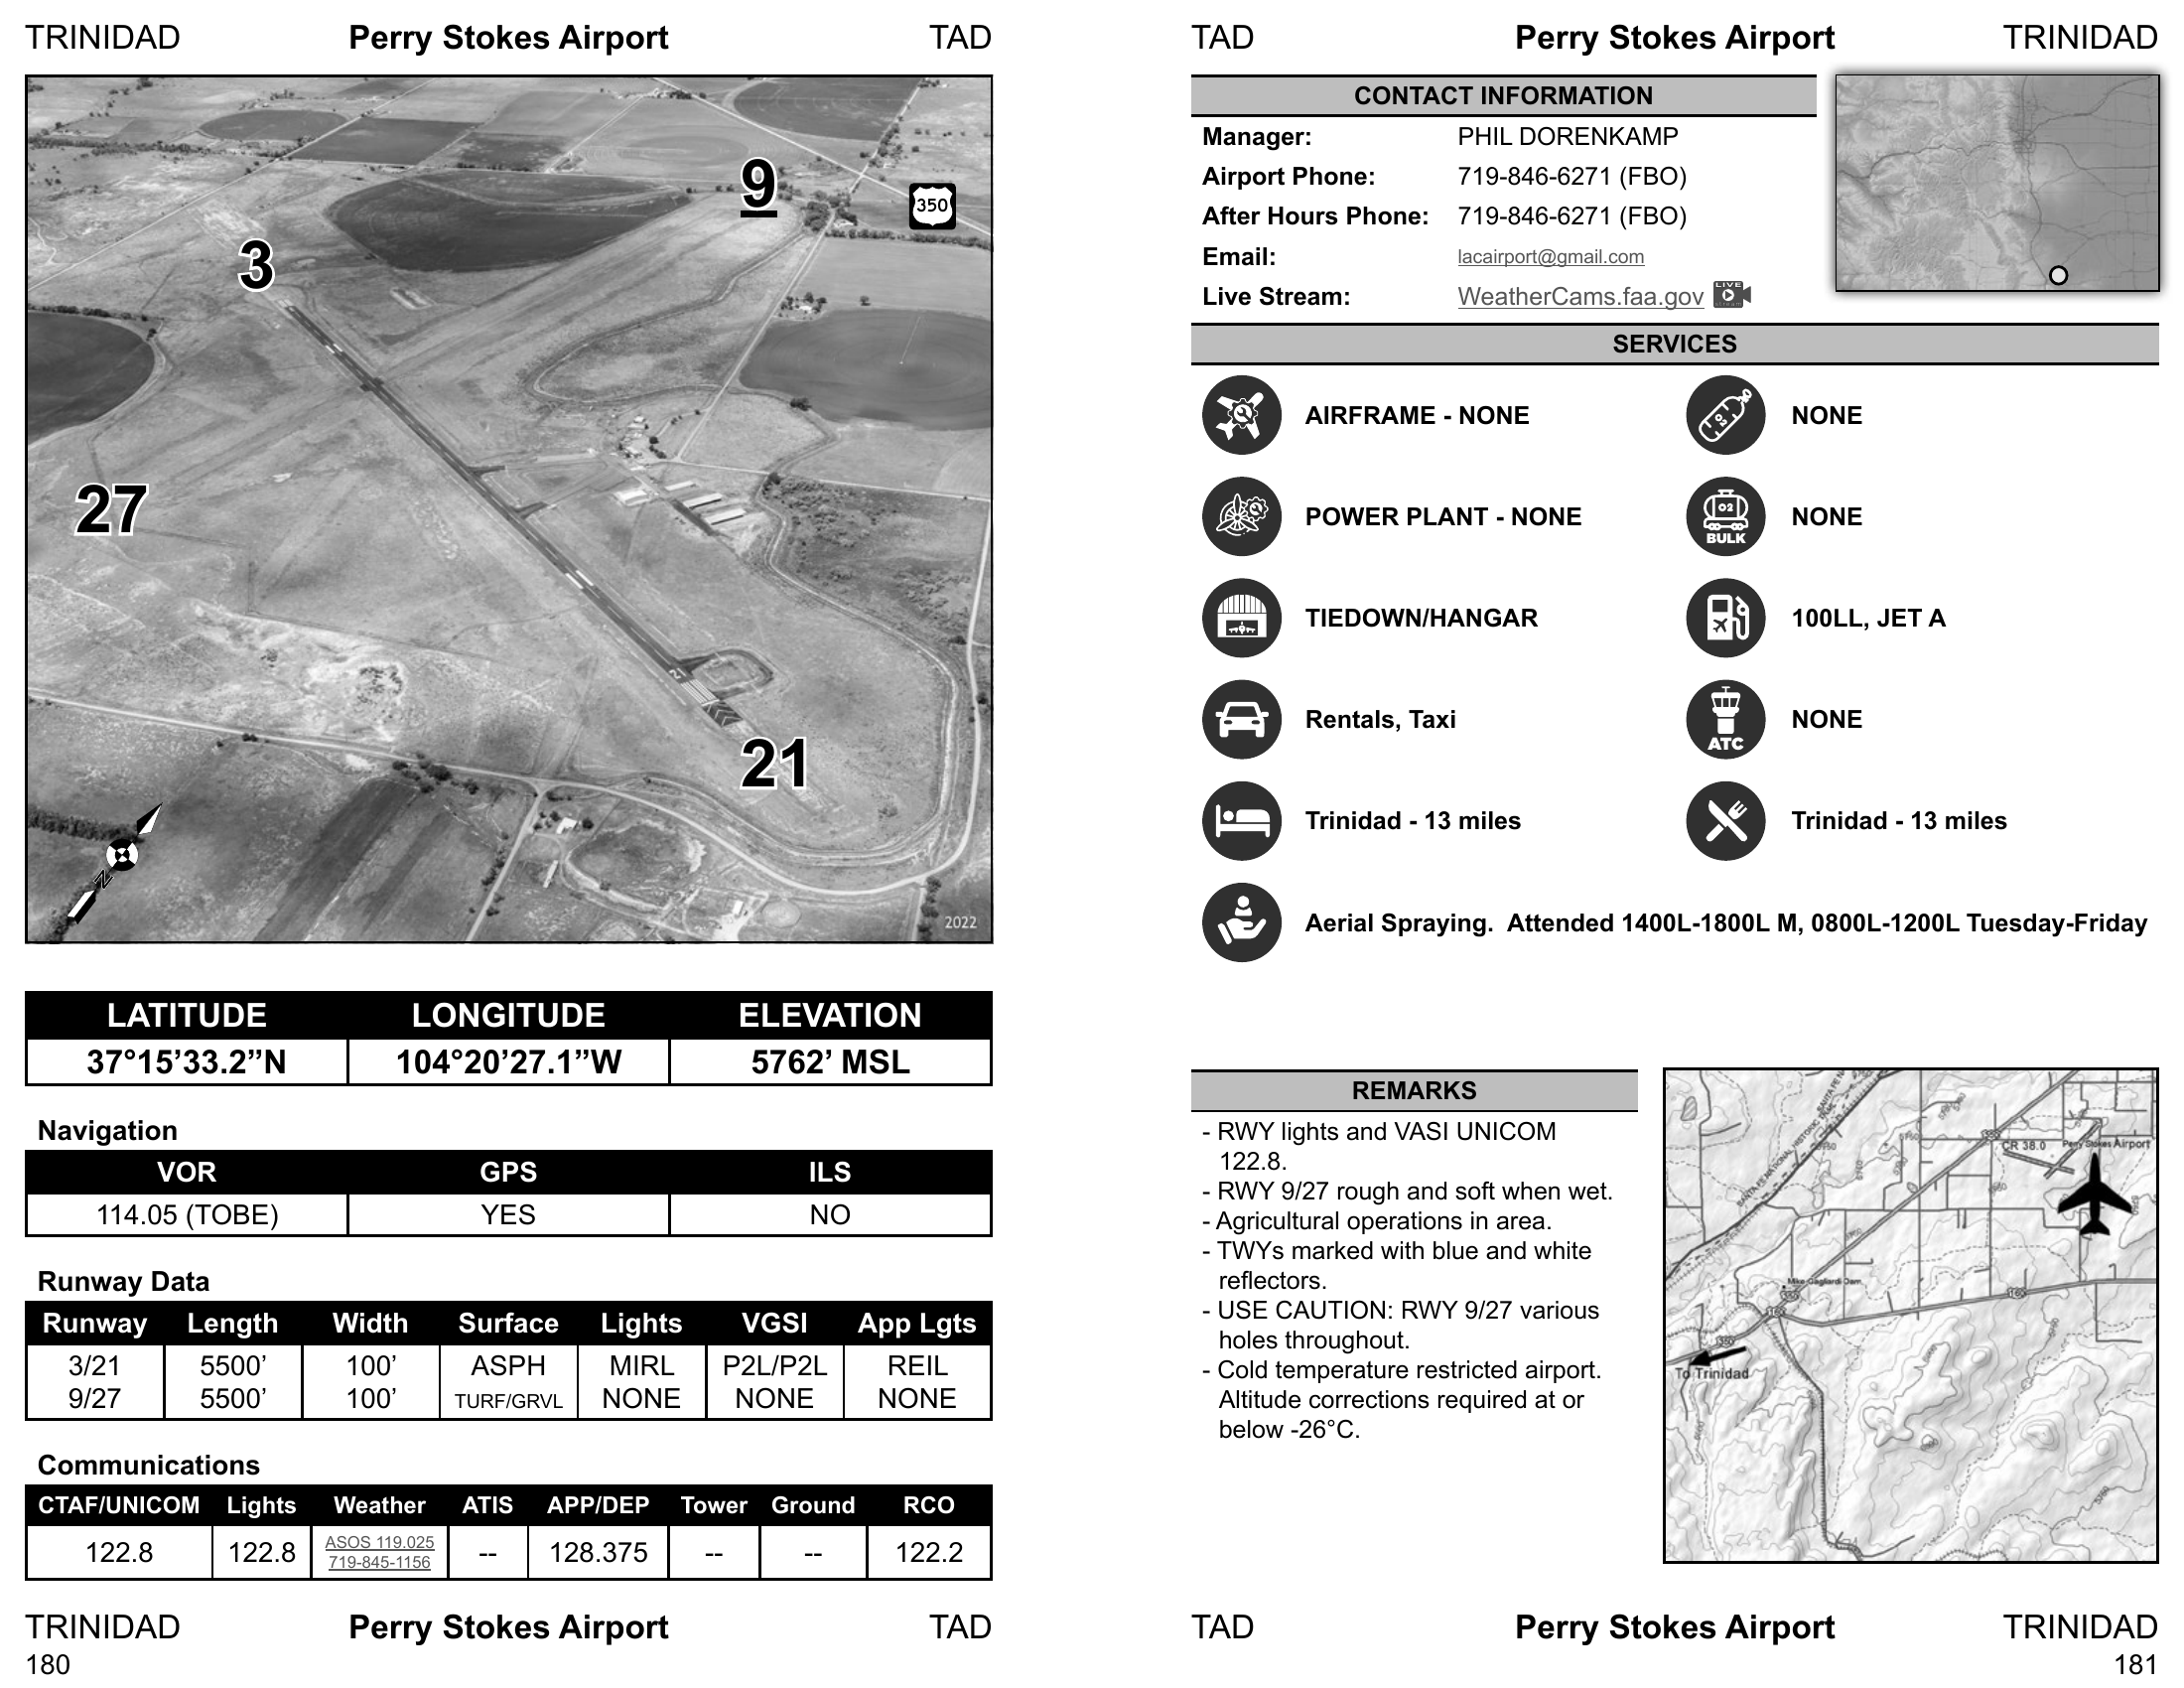 TRINIDAD Perry Stokes Airport TAD
9
350
3
27
21
N
2022
LATITUDE LONGITUDE ELEVATION
37°15’33.2”N 104°20’27.1”W 5762’ MSL
Navigation
VOR GPS ILS
114.05 (TOBE) YES NO
Runway Data
Runway Length Width Surface Lights VGSI App Lgts
3/21 5500’ 100’ ASPH MIRL P2L/P2L REIL
9/27 5500’ 100’ TURF/GRVL NONE NONE NONE
Communications
CTAF/UNICOM Lights Weather ATIS APP/DEP Tower Ground RCO
122.8 122.8 ASOS 119.025 719-845-1156 -- 128.375 -- -- 122.2
TRINIDAD Perry Stokes Airport TAD
180
TAD Perry Stokes Airport TRINIDAD
CONTACT INFORMATION
Manager: PHIL DORENKAMP
Airport Phone: 719-846-6271 (FBO)
After Hours Phone: 719-846-6271 (FBO)
Email: lacairport@gmail.com
Live Stream: WeatherCams.faa.gov LIVE
SERVICES
AIRFRAME - NONE O2 NONE
POWER PLANT - NONE O2 BULK NONE
TIEDOWN/HANGAR 100LL, JET A
Rentals, Taxi ATC NONE
Trinidad - 13 miles Trinidad - 13 miles
Aerial Spraying. Attended 1400L-1800L M, 0800L-1200L Tuesday-Friday
REMARKS
- RWY lights and VASI UNICOM
122.8.
- RWY 9/27 rough and soft when wet.
- Agricultural operations in area.
- TWYs marked with blue and white
reflectors.
- USE CAUTION: RWY 9/27 various
holes throughout.
- Cold temperature restricted airport.
Altitude corrections required at or
below -26°C.
CR 38.0 Perry Stokes Airport
Mike Gagliardi Dam
160
To Trinidad
TAD Perry Stokes Airport TRINIDAD
181